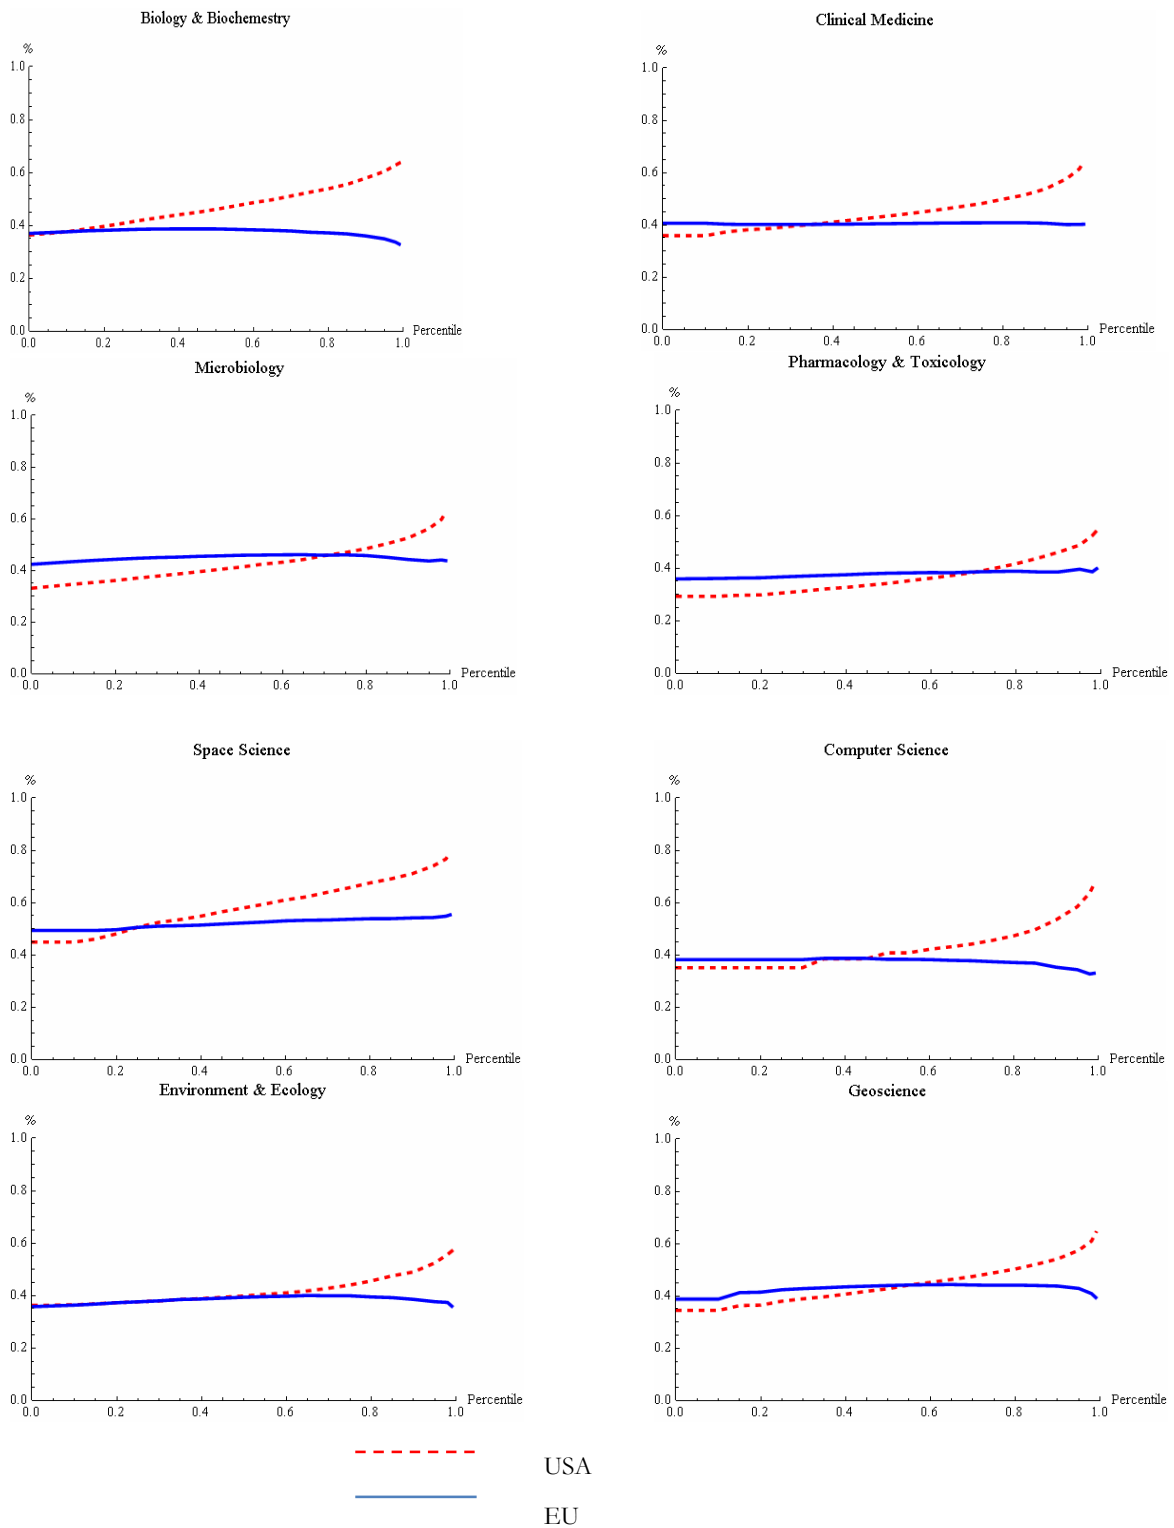 Biology & Biochemestry
%
1.0
0.8
0.6
0.4
0.2
0.0
0.0 0.2 0.4 0.6 0.8 1.0
Percentile
Clinical Medicine
%
1.0
0.8
0.6
0.4
0.2
0.0
0.0 0.2 0.4 0.6 0.8 1.0
Percentile
Microbiology
%
1.0
0.8
0.6
0.4
0.2
0.0
0.0 0.2 0.4 0.6 0.8 1.0
Percentile
Pharmacology & Toxicology
%
1.0
0.8
0.6
0.4
0.2
0.0
0.0 0.2 0.4 0.6 0.8 1.0
Percentile
Space Science
%
1.0
0.8
0.6
0.4
0.2
0.0
0.0 0.2 0.4 0.6 0.8 1.0
Percentile
Computer Science
%
1.0
0.8
0.6
0.4
0.2
0.0
0.0 0.2 0.4 0.6 0.8 1.0
Percentile
Environment & Ecology
%
1.0
0.8
0.6
0.4
0.2
0.0
0.0 0.2 0.4 0.6 0.8 1.0
Percentile
Geoscience
%
1.0
0.8
0.6
0.4
0.2
0.0
0.0 0.2 0.4 0.6 0.8 1.0
Percentile
USA
EU